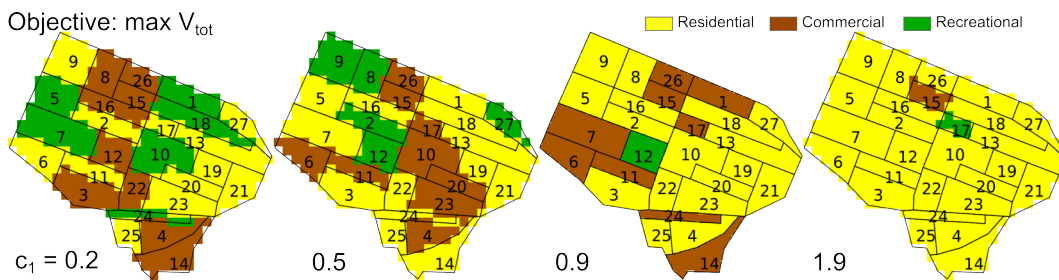 Objective: max V_tot
Residential Commercial Recreational
9 8 26 5 16 15 1 2 18 27 7 17 13 12 10 6 11 20 21 3 22 23 24 25 4 14
9 8 26 5 16 15 1 2 18 27 7 17 13 12 10 6 11 20 21 3 22 23 24 25 4 14
9 8 26 5 16 15 1 2 18 27 7 17 13 12 10 6 11 20 21 3 22 23 24 25 4 14
9 8 26 5 16 15 1 2 18 27 7 17 13 12 10 6 11 20 21 3 22 23 24 25 4 14
c₁ = 0.2 0.5 0.9 1.9